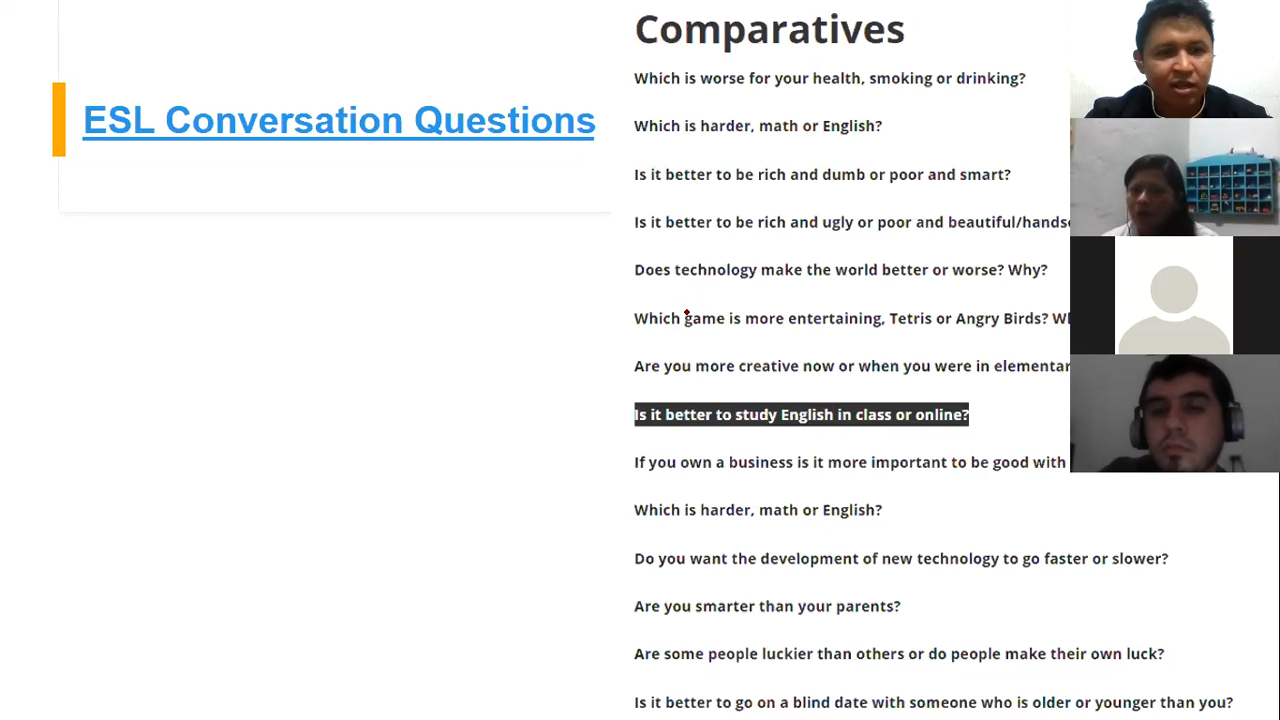 ESL Conversation Questions
Comparatives
Which is worse for your health, smoking or drinking?
Which is harder, math or English?
Is it better to be rich and dumb or poor and smart?
Is it better to be rich and ugly or poor and
Does technology make the world better or worse? Why?
Which game is more entertaining, Tetris or Angry Birds?
Are you more creative now or when you were in
Is it better to study English in class or online?
If you own a business is it more important to be good with
Which is harder, math or English?
Do you want the development of new technology to go faster or slower?
Are you smarter than your parents?
Are some people luckier than others or do people make their own luck?
Is it better to go on a blind date with someone who is older or younger than you?